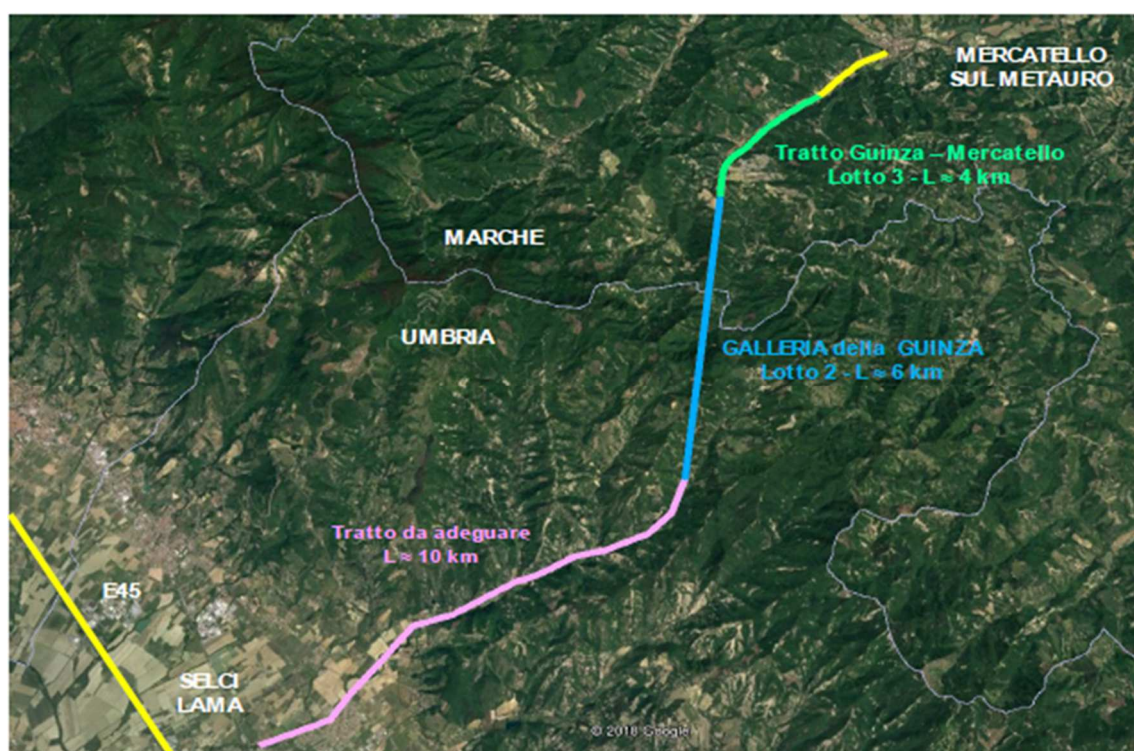 MERCATELLO
SUL METAURO
Tratto Guinza – Mercatello
Lotto 3 - L ≈ 4 km
MARCHE
UMBRIA
GALLERIA della GUINZA
Lotto 2 - L ≈ 6 km
Tratto da adeguare
L ≈ 10 km
E45
SELCI
LAMA
© 2018 Google